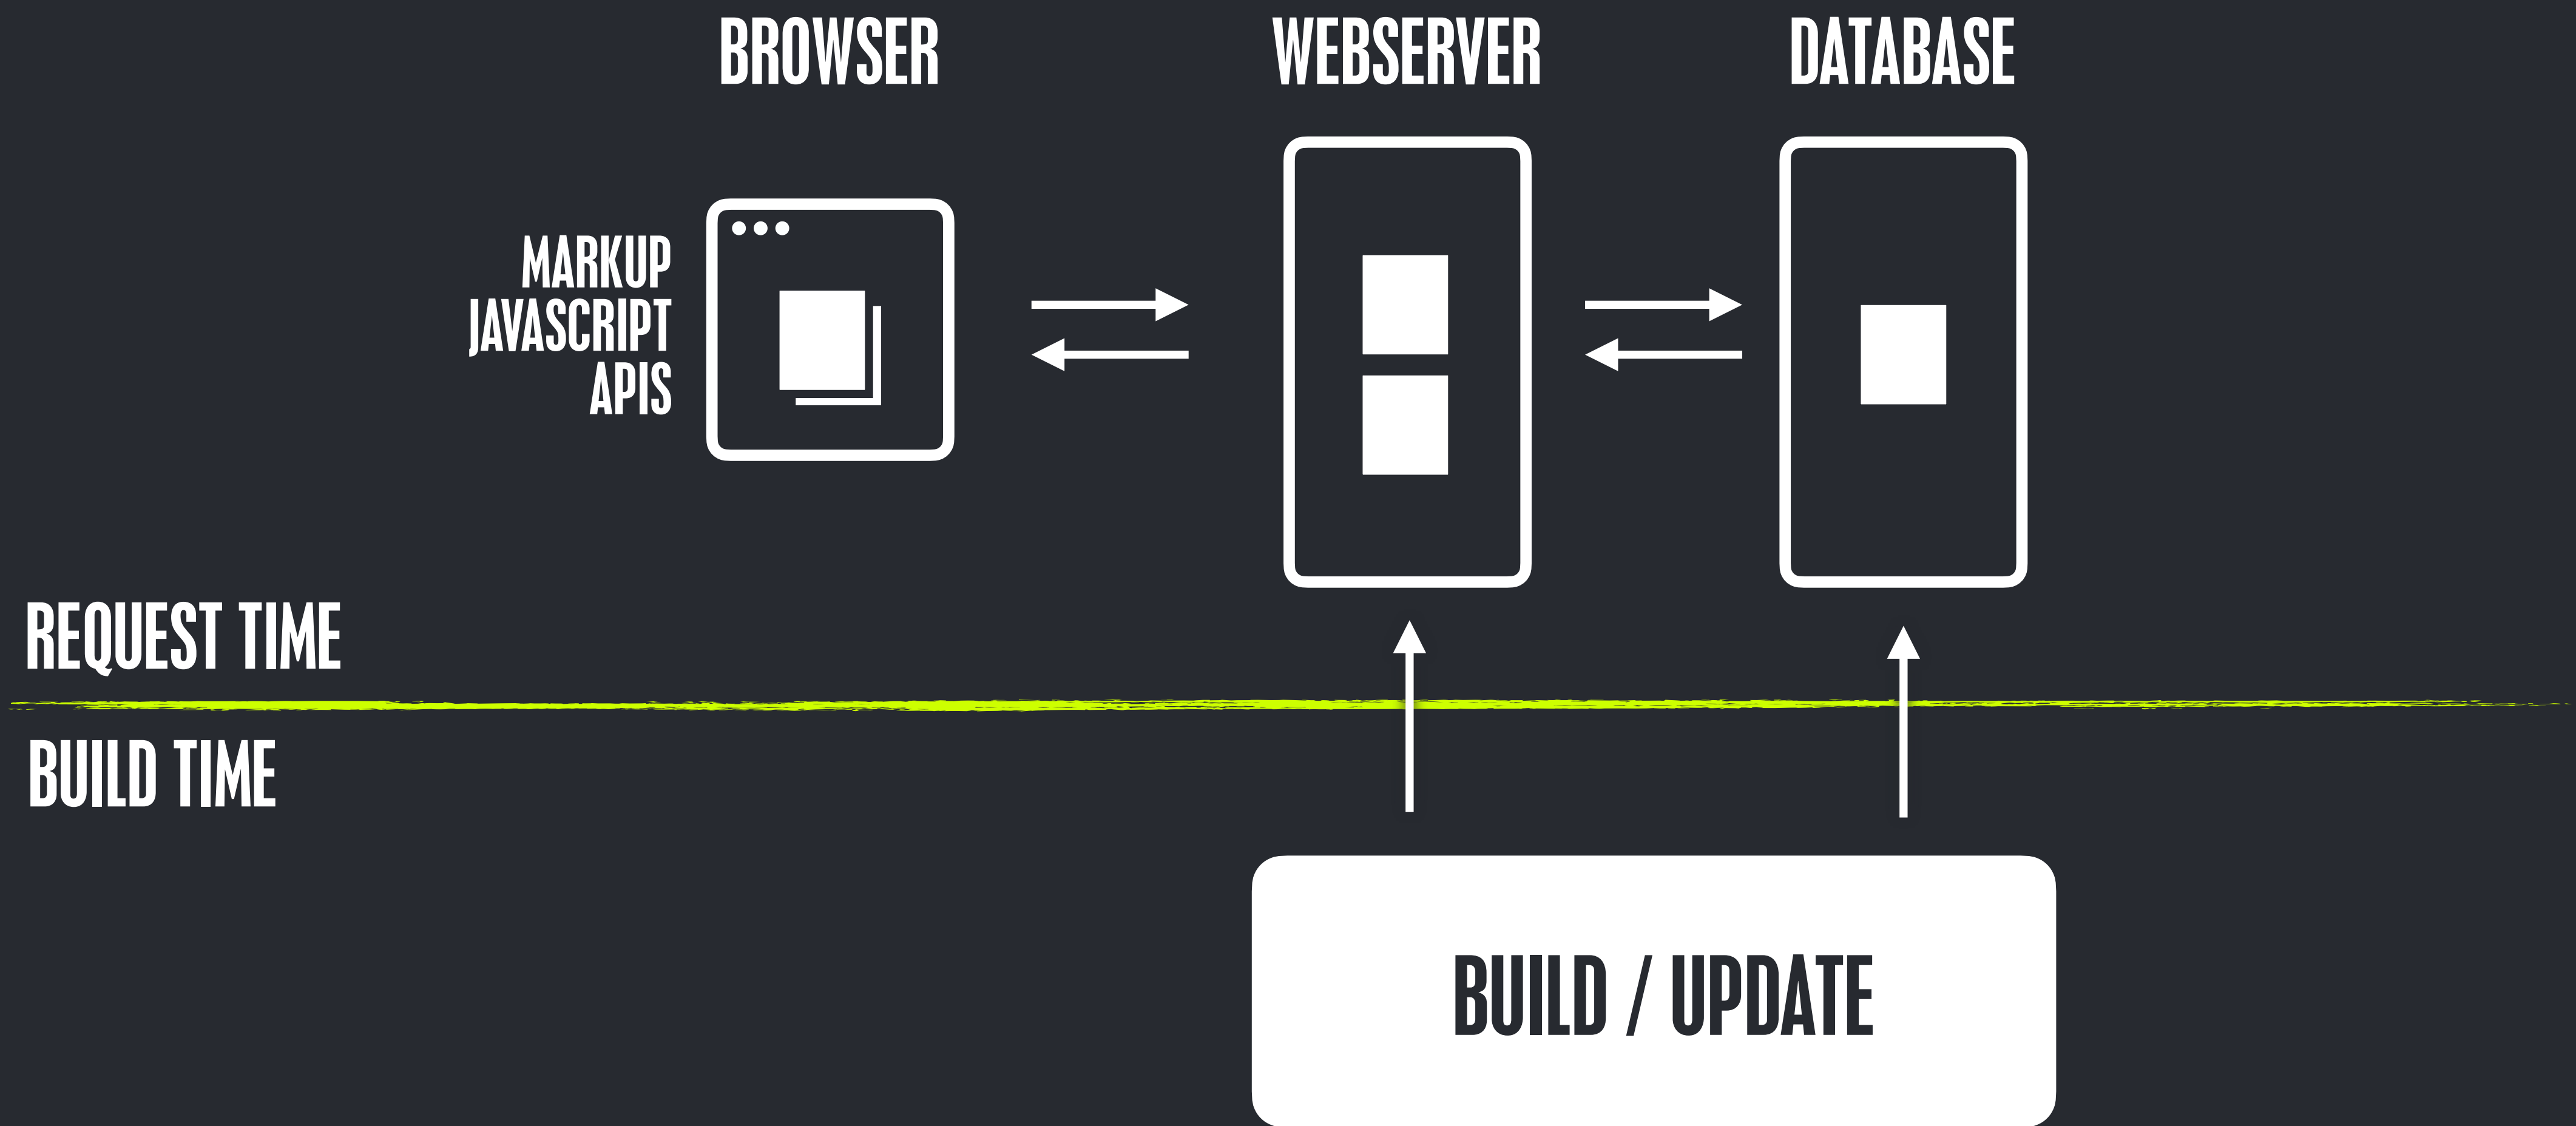 BROWSER
WEBSERVER
DATABASE
MARKUP
JAVASCRIPT
APIS
REQUEST TIME
BUILD TIME
BUILD / UPDATE